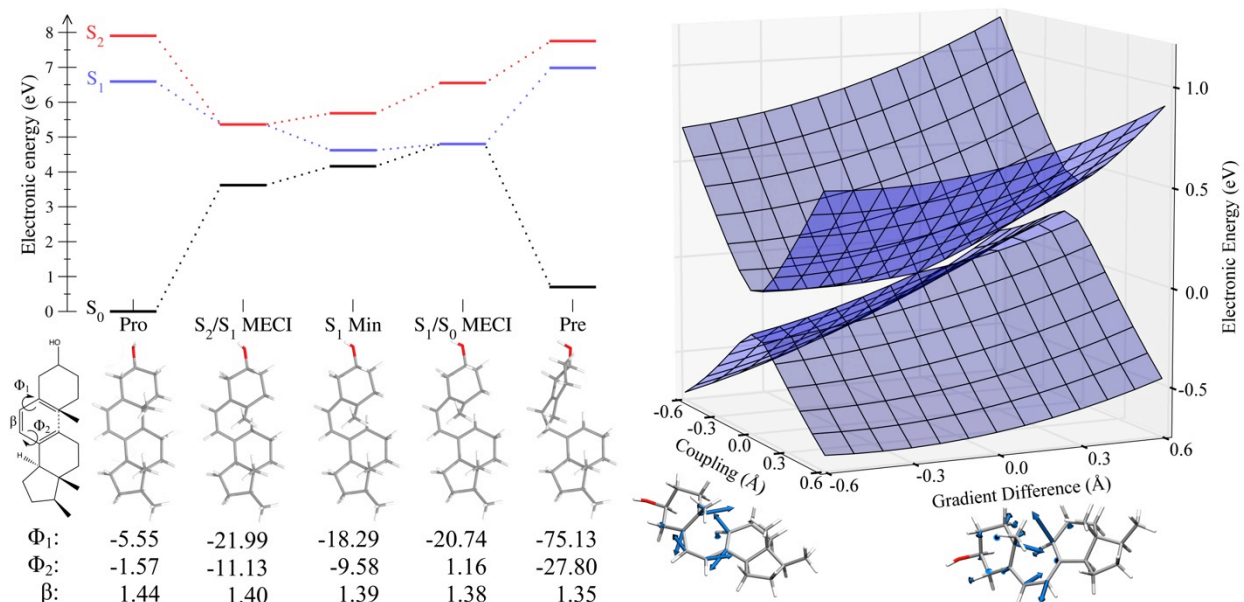 8
7
6
5
4
3
2
1
0
Electronic energy (eV)
S2
S1
S0
Pro S2/S1 MECI S1 Min S1/S0 MECI Pre
HO
Φ1
β
Φ2
H
Φ1: -5.55 -21.99 -18.29 -20.74 -75.13
Φ2: -1.57 -11.13 -9.58 1.16 -27.80
β: 1.44 1.40 1.39 1.38 1.35
1.0
0.5
0.0
-0.5
Electronic Energy (eV)
-0.6 -0.3 0.0 0.3 0.6
Coupling (Å)
-0.6 -0.3 0.0 0.3 0.6
Gradient Difference (Å)